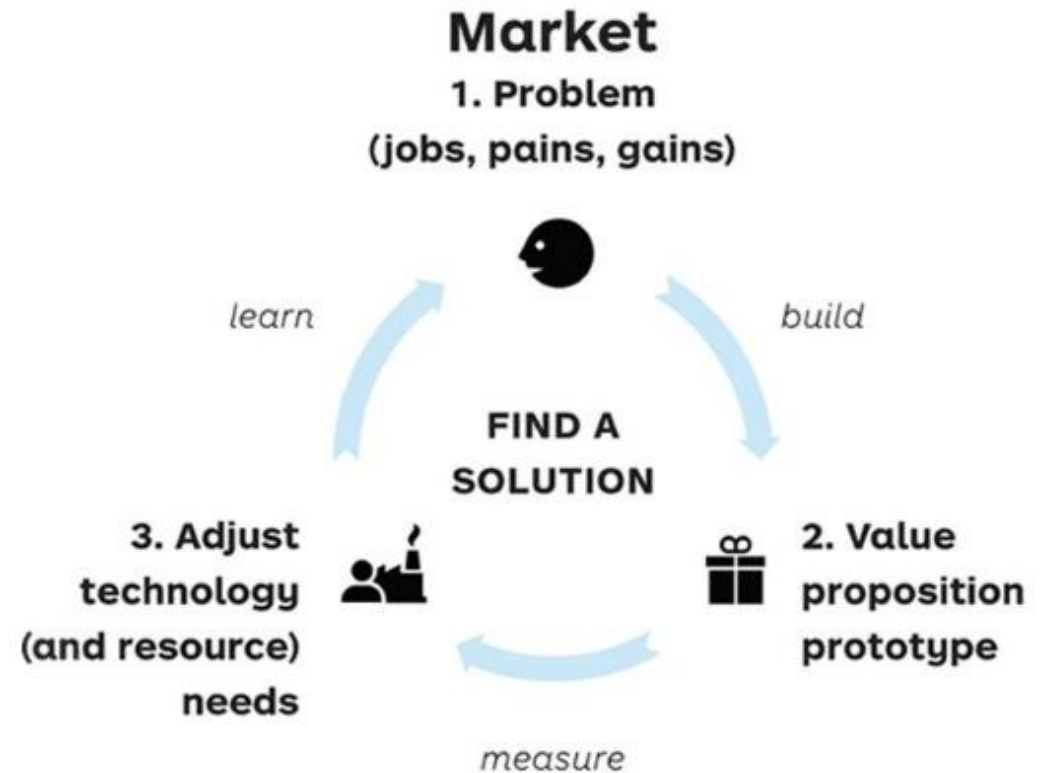 Market
1. Problem
(jobs, pains, gains)
learn
build
FIND A
SOLUTION
3. Adjust
technology
(and resource)
needs
2. Value
proposition
prototype
measure